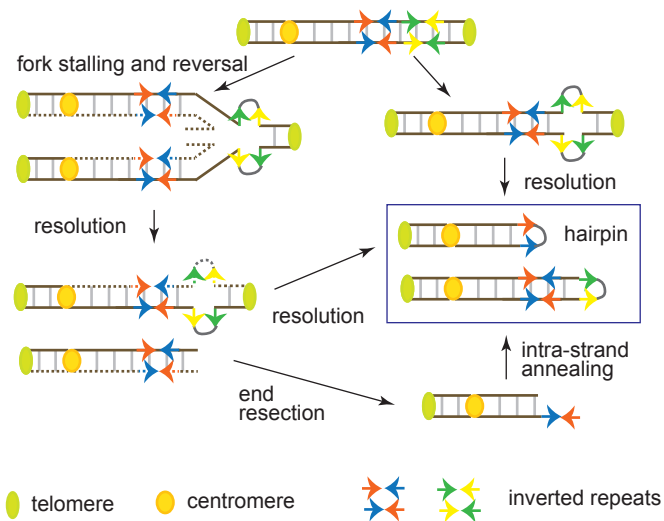 fork stalling and reversal
resolution
resolution
hairpin
resolution
intra-strand
annealing
end
resection
telomere
centromere
inverted repeats